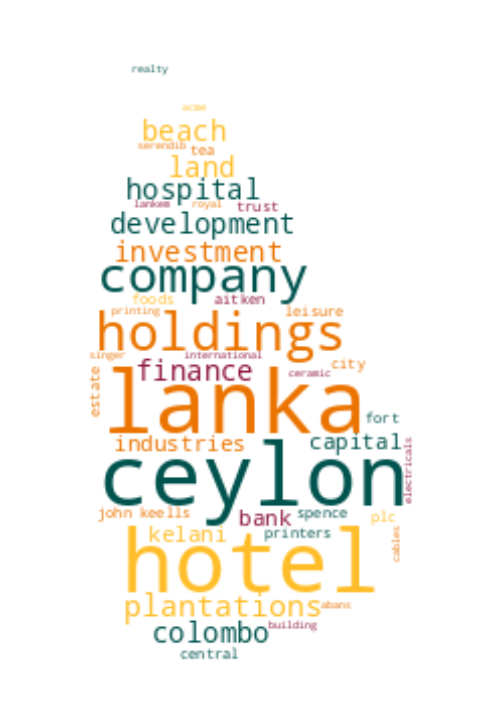 realty
acme
beach
serendib tea
land
hospital
lankem royal trust
development
investment
company
foods aitken
printing leisure
holdings
singer international
finance city
ceramic
estate
lanka
fort
industries capital
electricals
ceylon
john keells bank spence plc
kelani printers
cables
hotel
plantations abans
colombo building
central